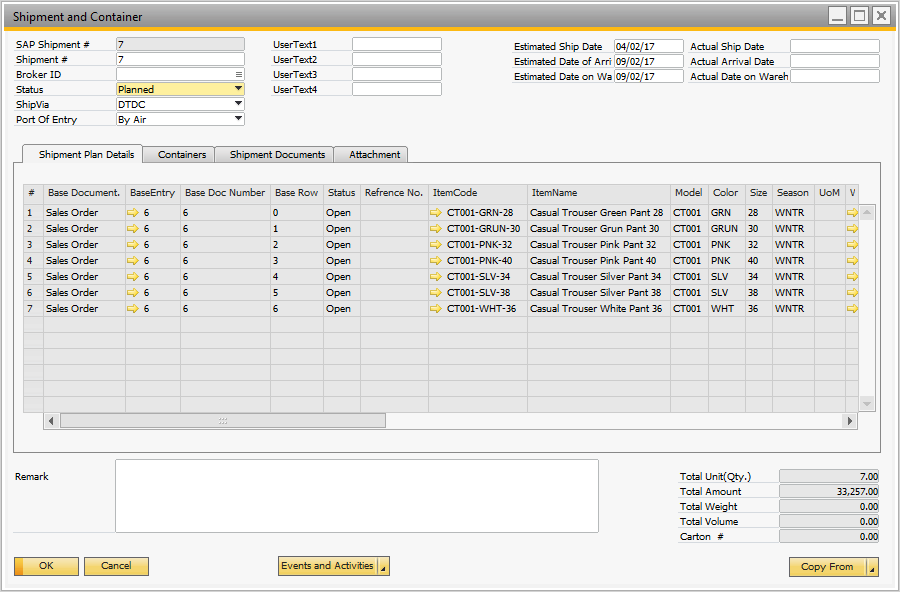 Shipment and Container
SAP Shipment # 7 UserText1 Estimated Ship Date 04/02/17 Actual Ship Date
Shipment # 7 UserText2 Estimated Date of Arri 09/02/17 Actual Arrival Date
Broker ID UserText3 Estimated Date on Wa 09/02/17 Actual Date on Wareh
Status Planned UserText4
ShipVia DTDC
Port Of Entry By Air
Shipment Plan Details Containers Shipment Documents Attachment
# Base Document. BaseEntry Base Doc Number Base Row Status Refrence No. ItemCode ItemName Model Color Size Season UoM W
1 Sales Order 6 6 0 Open CT001-GRN-28 Casual Trouser Green Pant 28 CT001 GRN 28 WNTR
2 Sales Order 6 6 1 Open CT001-GRUN-30 Casual Trouser Grun Pant 30 CT001 GRUN 30 WNTR
3 Sales Order 6 6 2 Open CT001-PNK-32 Casual Trouser Pink Pant 32 CT001 PNK 32 WNTR
4 Sales Order 6 6 3 Open CT001-PNK-40 Casual Trouser Pink Pant 40 CT001 PNK 40 WNTR
5 Sales Order 6 6 4 Open CT001-SLV-34 Casual Trouser Silver Pant 34 CT001 SLV 34 WNTR
6 Sales Order 6 6 5 Open CT001-SLV-38 Casual Trouser Silver Pant 38 CT001 SLV 38 WNTR
7 Sales Order 6 6 6 Open CT001-WHT-36 Casual Trouser White Pant 36 CT001 WHT 36 WNTR
Remark Total Unit(Qty.) 7.00
Total Amount 33,257.00
Total Weight 0.00
Total Volume 0.00
Carton # 0.00
OK Cancel Events and Activities Copy From